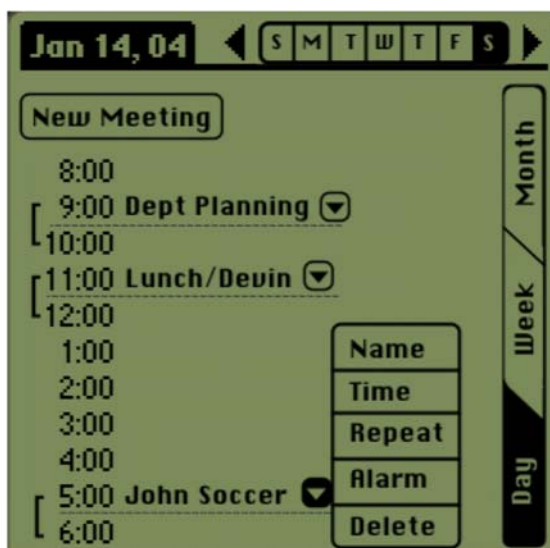 Jan 14, 04 S M T W T F S
New Meeting
8:00
9:00 Dept Planning
10:00
11:00 Lunch/Devin
12:00
1:00
2:00
3:00
4:00
5:00 John Soccer
6:00
Name
Time
Repeat
Alarm
Delete
Month
Week
Day